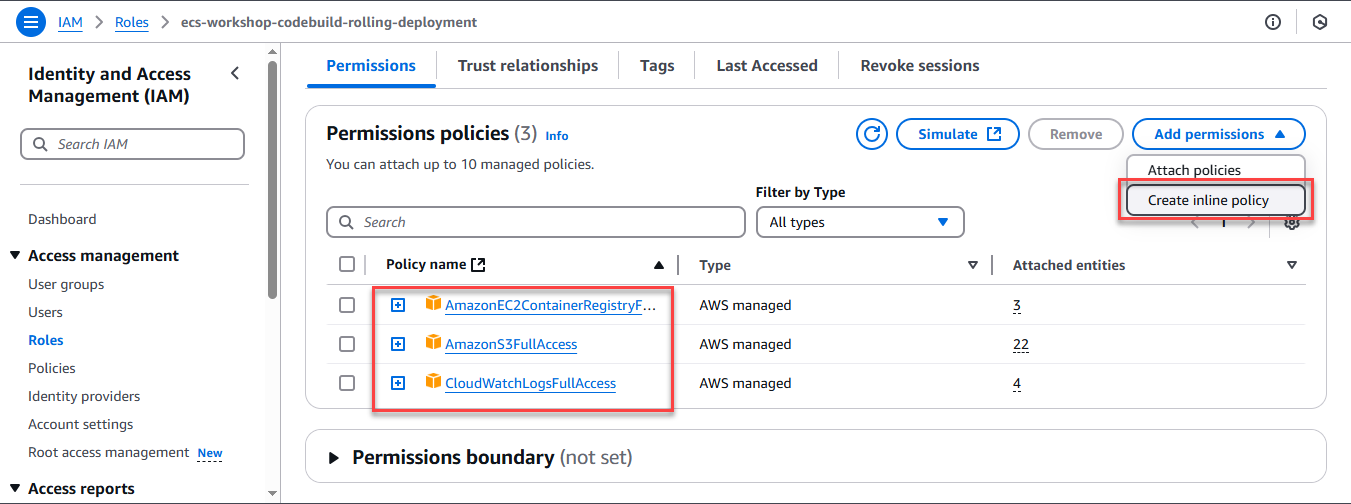 IAM > Roles > ecs-workshop-codebuild-rolling-deployment
Identity and Access
Management (IAM)
Search IAM
Dashboard
Access management
User groups
Users
Roles
Policies
Identity providers
Account settings
Root access management New
Access reports
Permissions
Trust relationships
Tags
Last Accessed
Revoke sessions
Permissions policies (3) Info
You can attach up to 10 managed policies.
Simulate
Remove
Add permissions
Attach policies
Create inline policy
Filter by Type
Search
All types
1
Policy name
Type
Attached entities
AmazonEC2ContainerRegistryF... AWS managed 3
AmazonS3FullAccess AWS managed 22
CloudWatchLogsFullAccess AWS managed 4
Permissions boundary (not set)